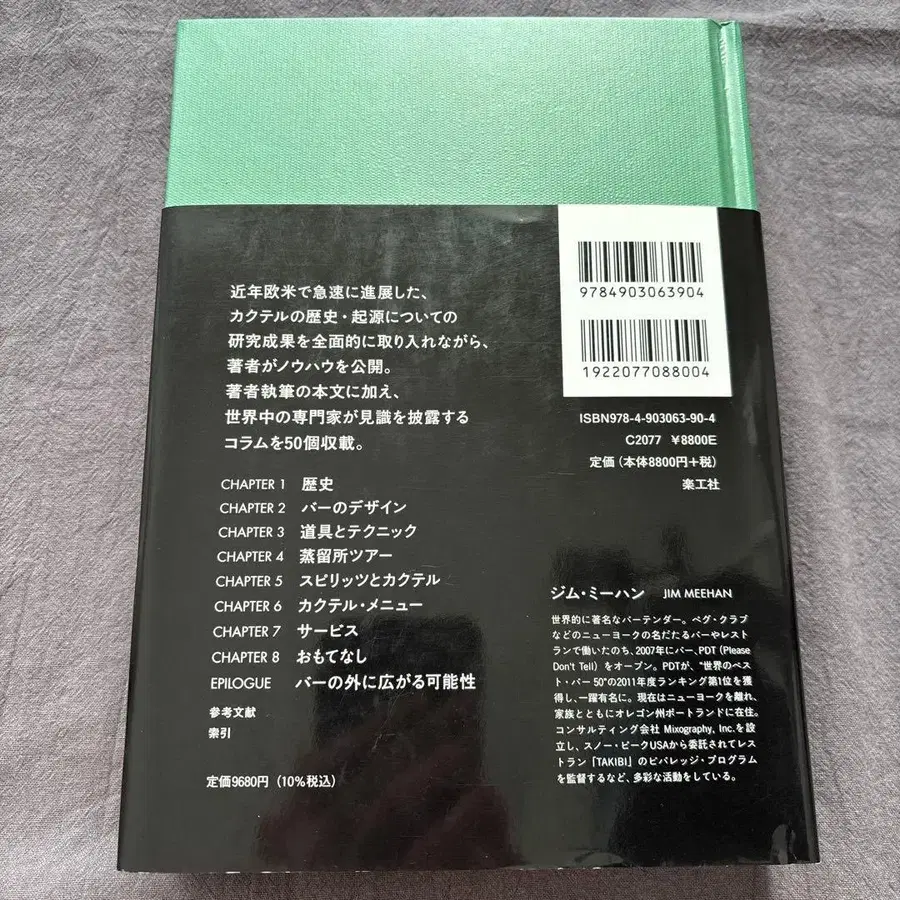 近年欧米で急速に進展した、
カクテルの歴史・起源についての
研究成果を全面的に取り入れながら、
著者がノウハウを公開。
著者執筆の本文に加え、
世界中の専門家が見識を披露する
コラムを50個収載。
CHAPTER 1 歴史
CHAPTER 2 バーのデザイン
CHAPTER 3 道具とテクニック
CHAPTER 4 蒸留所ツアー
CHAPTER 5 スピリッツとカクテル
CHAPTER 6 カクテル・メニュー
CHAPTER 7 サービス
CHAPTER 8 おもてなし
EPILOGUE バーの外に広がる可能性
参考文献
索引
定価9680円（10%税込）
9784903063904
1922077088004
ISBN978-4-903063-90-4
C2077 ¥8800E
定価（本体8800円＋税）
楽工社
ジム・ミーハン JIM MEEHAN
世界的に著名なバーテンダー。ペグ・クラブ
などのニューヨークの名だたるバーやレスト
ランで働いたのち、2007年にバー、PDT（Please
Don't Tell）をオープン。PDTが、"世界のベス
ト・バー50"の2011年度ランキング第1位を獲
得し、一躍有名に。現在はニューヨークを離れ、
家族とともにオレゴン州ポートランドに在住。
コンサルティング会社 Mixography, Inc.を設
立し、スノー・ピークUSAから委託されてレス
トラン「TAKIBI」のビバレッジ・プログラム
を監督するなど、多彩な活動をしている。